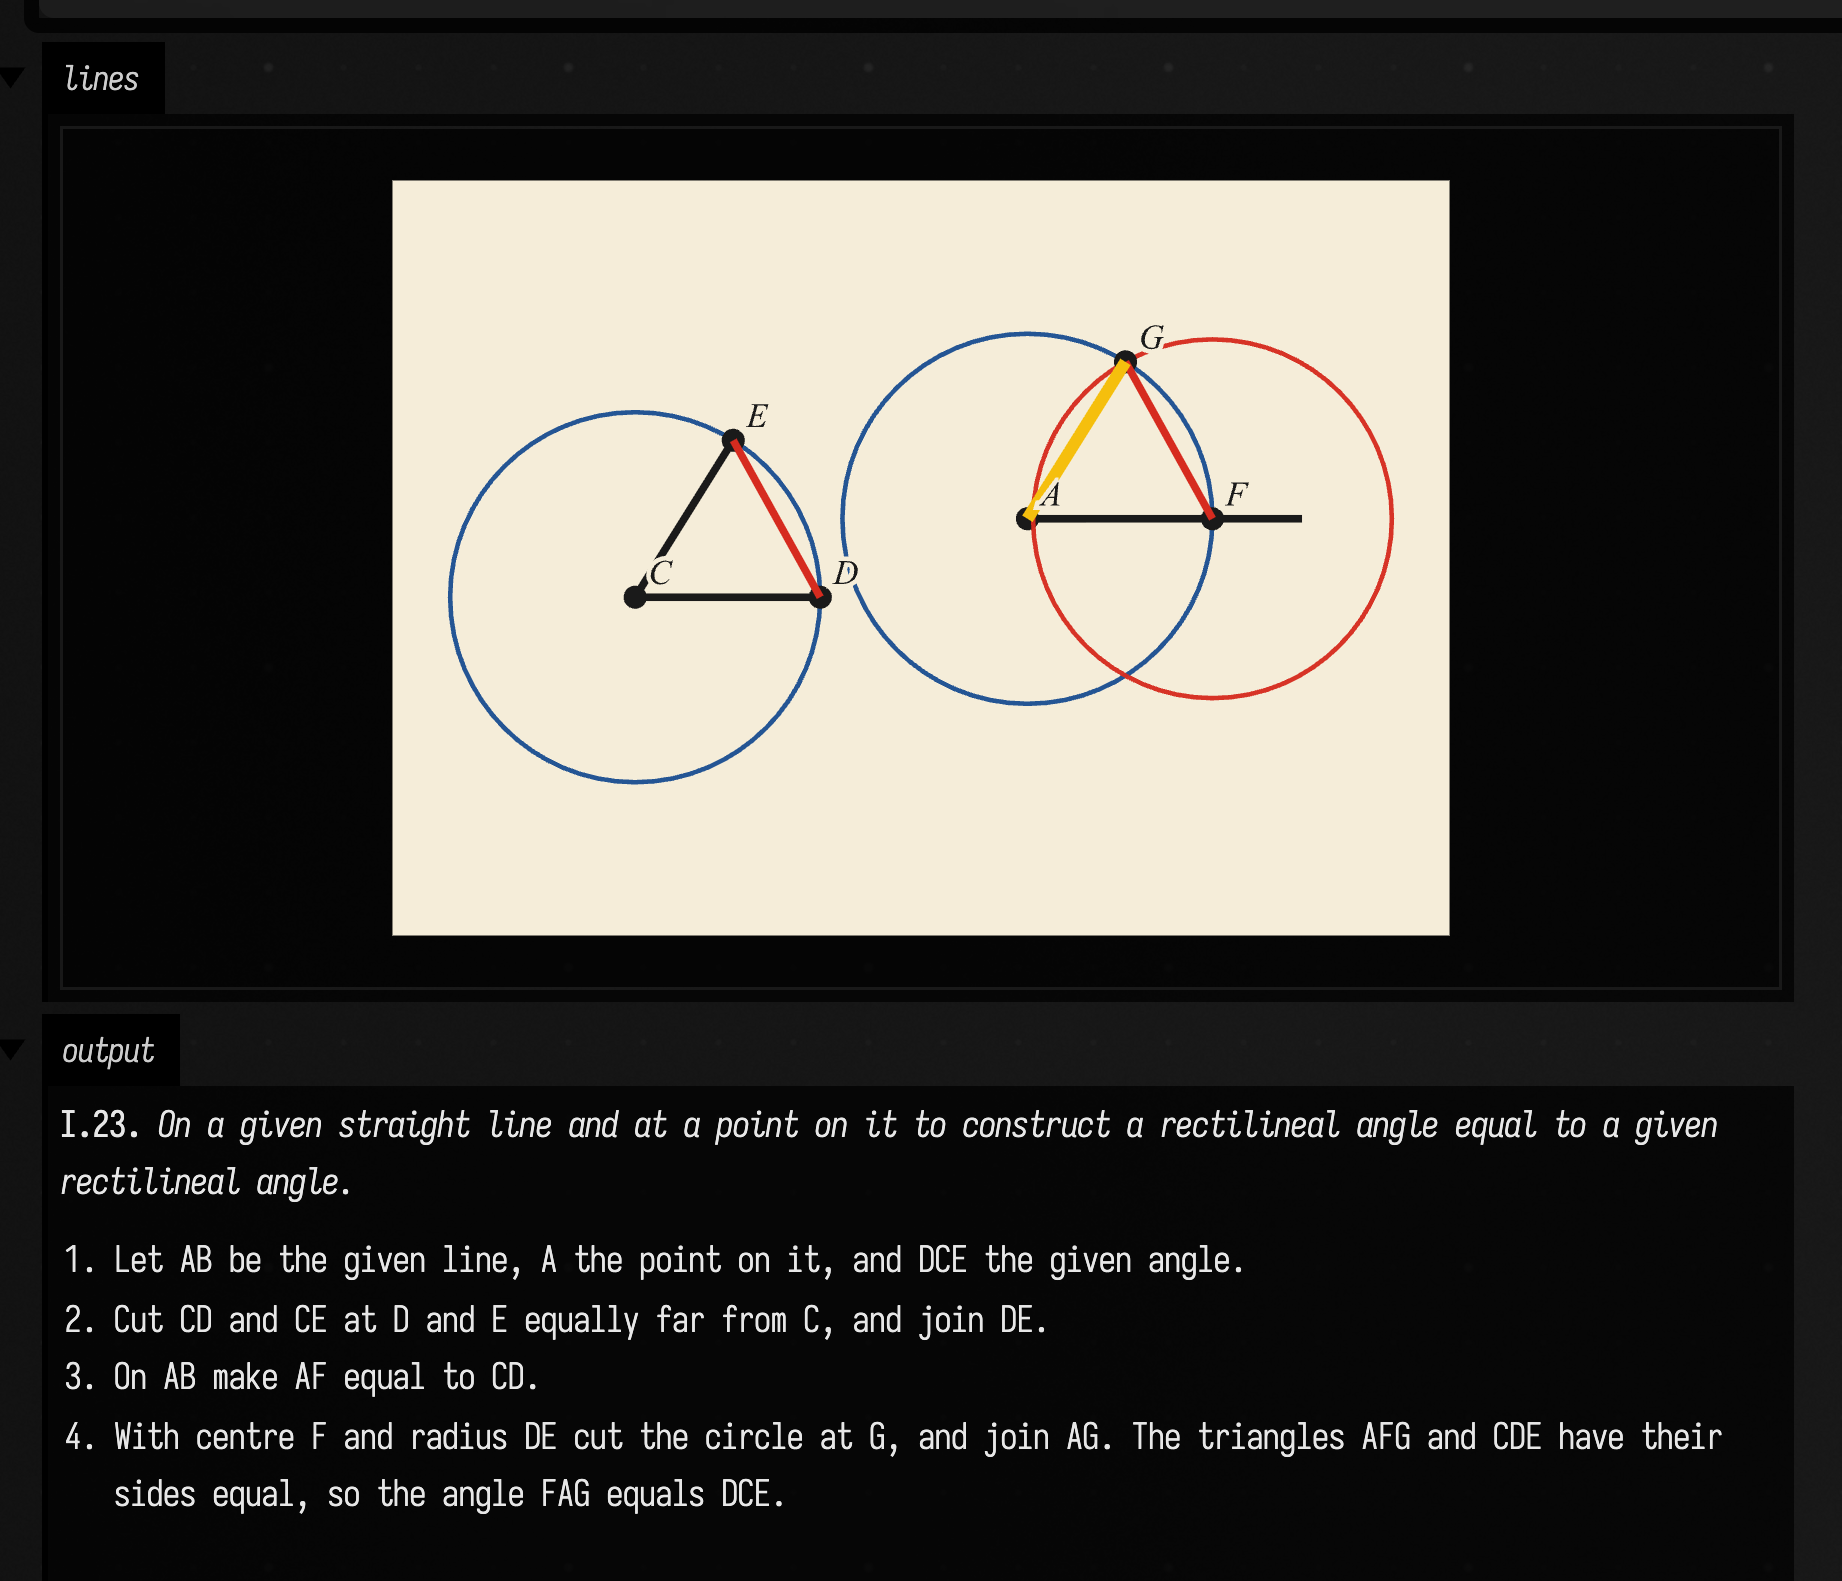 lines
G
E
A
F
C
D
output
I.23. On a given straight line and at a point on it to construct a rectilineal angle equal to a given
rectilineal angle.
1. Let AB be the given line, A the point on it, and DCE the given angle.
2. Cut CD and CE at D and E equally far from C, and join DE.
3. On AB make AF equal to CD.
4. With centre F and radius DE cut the circle at G, and join AG. The triangles AFG and CDE have their
sides equal, so the angle FAG equals DCE.